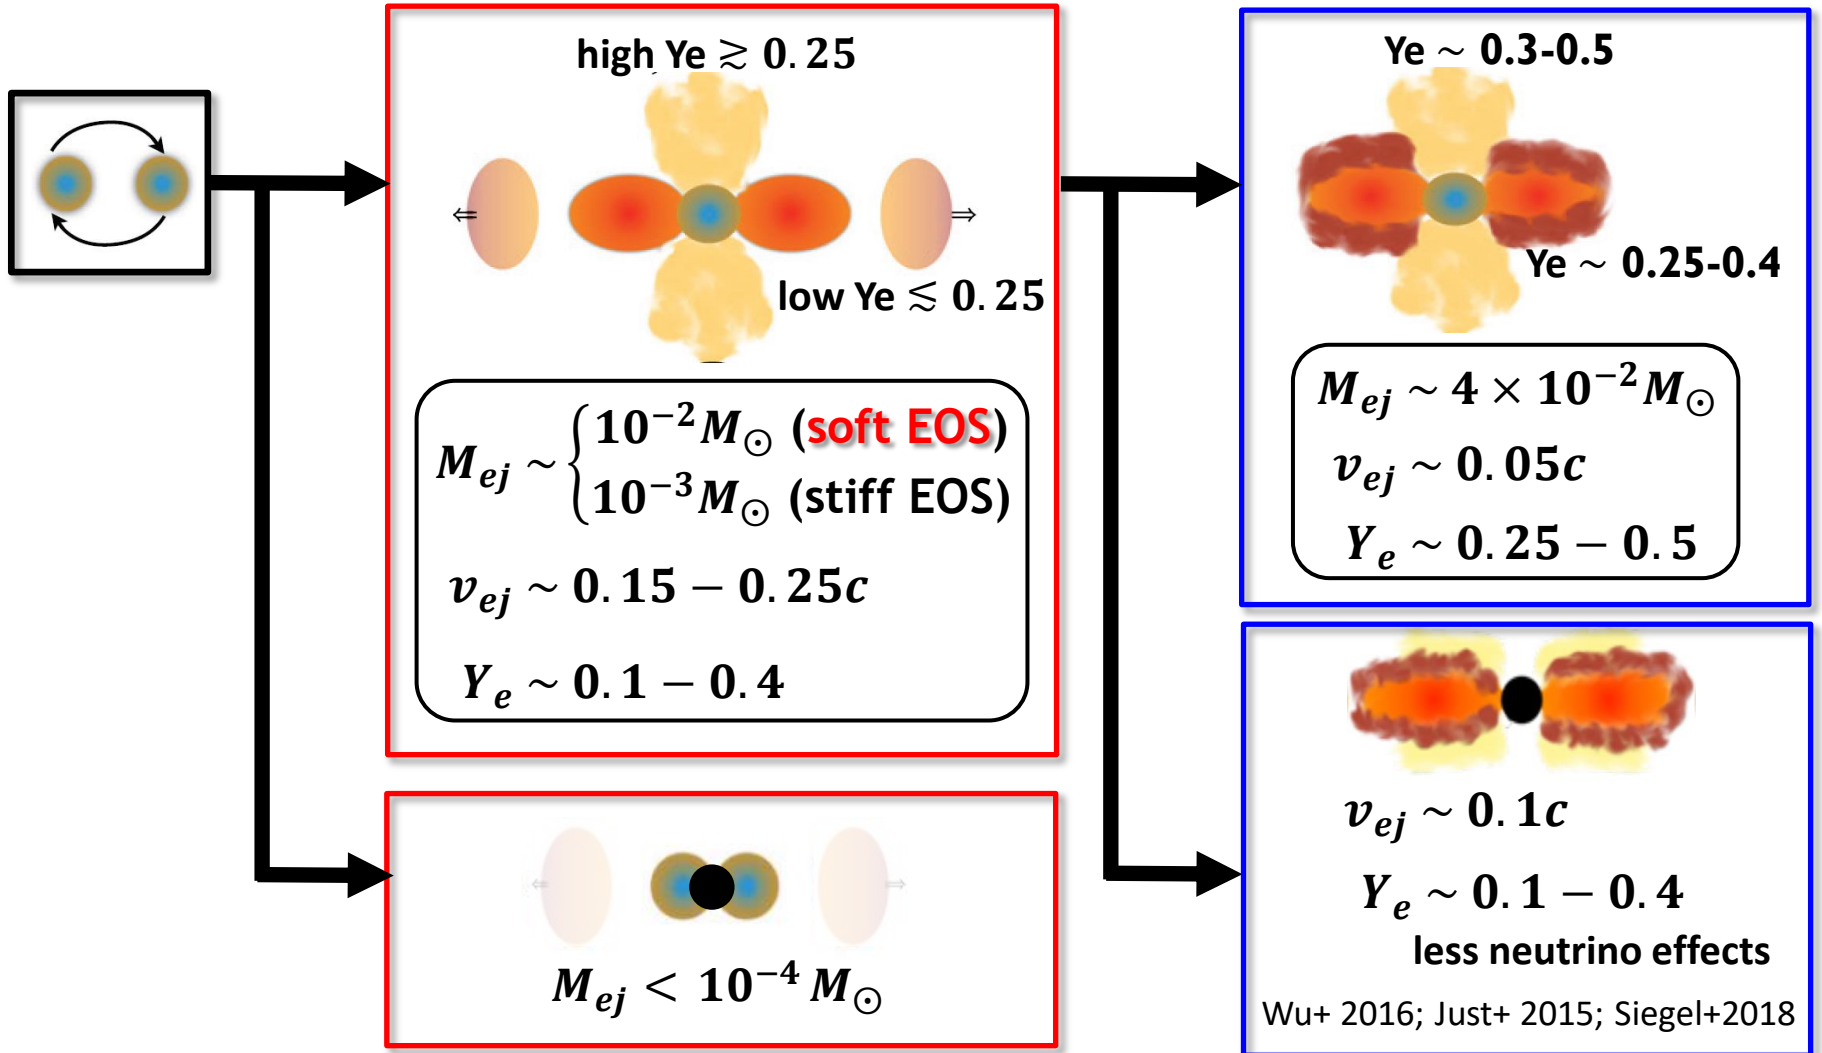 high Ye ≳ 0.25
⇐
⇒
low Ye ≲ 0.25
M_ej ~ { 10^{-2} M_⊙ (soft EOS)
10^{-3} M_⊙ (stiff EOS)
v_ej ~ 0.15 − 0.25c
Y_e ~ 0.1 − 0.4
⇐
⇒
M_ej < 10^{-4} M_⊙
Ye ~ 0.3-0.5
Ye ~ 0.25-0.4
M_ej ~ 4 × 10^{-2} M_⊙
v_ej ~ 0.05c
Y_e ~ 0.25 − 0.5
v_ej ~ 0.1c
Y_e ~ 0.1 − 0.4
less neutrino effects
Wu+ 2016; Just+ 2015; Siegel+2018